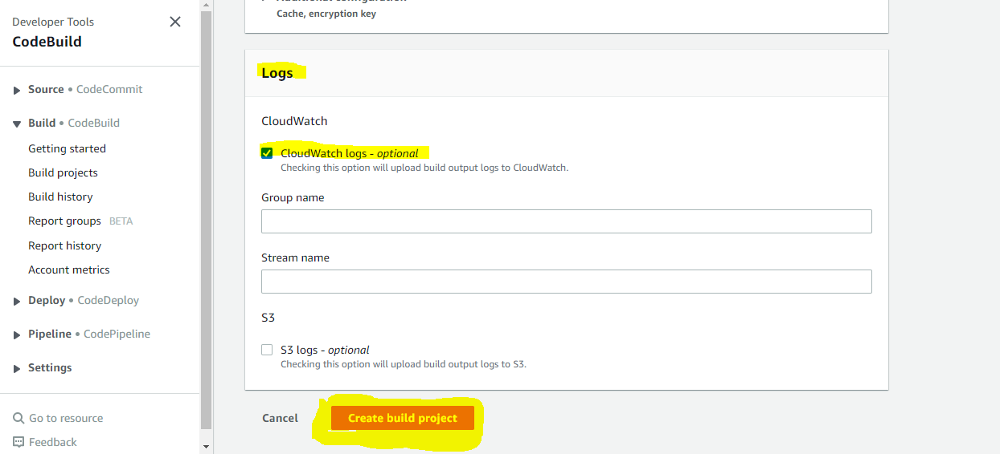 Developer Tools
CodeBuild
Source • CodeCommit
Build • CodeBuild
Getting started
Build projects
Build history
Report groups BETA
Report history
Account metrics
Deploy • CodeDeploy
Pipeline • CodePipeline
Settings
Go to resource
Feedback
Additional configuration
Cache, encryption key
Logs
CloudWatch
CloudWatch logs - optional
Checking this option will upload build output logs to CloudWatch.
Group name
Stream name
S3
S3 logs - optional
Checking this option will upload build output logs to S3.
Cancel
Create build project